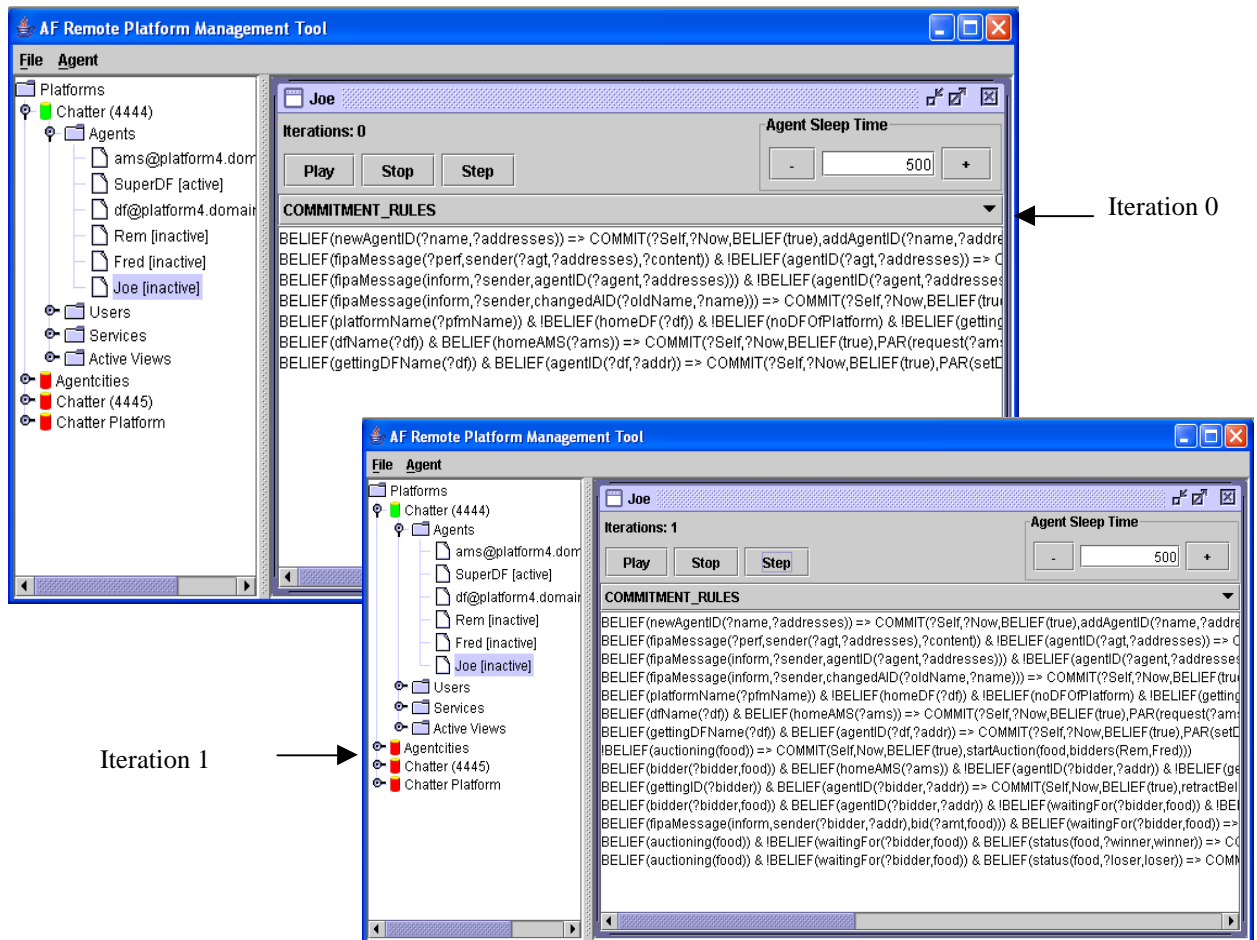 AF Remote Platform Management Tool
File Agent
Platforms
Chatter (4444)
Agents
ams@platform4.dom
SuperDF [active]
df@platform4.domain
Rem [inactive]
Fred [inactive]
Joe [inactive]
Users
Services
Active Views
Agentcities
Chatter (4445)
Chatter Platform
Joe
Iterations: 0
Agent Sleep Time
Play Stop Step
- 500 +
COMMITMENT_RULES
BELIEF(newAgentID(?name,?addresses)) => COMMIT(?Self,?Now,BELIEF(true),addAgentID(?name,?addre
BELIEF(fipaMessage(?perf,sender(?agt,?addresses),?content)) & !BELIEF(agentID(?agt,?addresses)) => C
BELIEF(fipaMessage(inform,?sender,agentID(?agent,?addresses))) & !BELIEF(agentID(?agent,?addresses
BELIEF(fipaMessage(inform,?sender,changedAID(?oldName,?name))) => COMMIT(?Self,?Now,BELIEF(tru
BELIEF(platformName(?pfmName)) & !BELIEF(homeDF(?df)) & !BELIEF(noDFOfPlatform) & !BELIEF(getting
BELIEF(dfName(?df)) & BELIEF(homeAMS(?ams)) => COMMIT(?Self,?Now,BELIEF(true),PAR(request(?ams
BELIEF(gettingDFName(?df)) & BELIEF(agentID(?df,?addr)) => COMMIT(?Self,?Now,BELIEF(true),PAR(setD
Iteration 0
AF Remote Platform Management Tool
File Agent
Platforms
Chatter (4444)
Agents
ams@platform4.dom
SuperDF [active]
df@platform4.domain
Rem [inactive]
Fred [inactive]
Joe [inactive]
Users
Services
Active Views
Agentcities
Chatter (4445)
Chatter Platform
Joe
Iterations: 1
Agent Sleep Time
Play Stop Step
- 500 +
COMMITMENT_RULES
BELIEF(newAgentID(?name,?addresses)) => COMMIT(?Self,?Now,BELIEF(true),addAgentID(?name,?addre
BELIEF(fipaMessage(?perf,sender(?agt,?addresses),?content)) & !BELIEF(agentID(?agt,?addresses)) => C
BELIEF(fipaMessage(inform,?sender,agentID(?agent,?addresses))) & !BELIEF(agentID(?agent,?addresses
BELIEF(fipaMessage(inform,?sender,changedAID(?oldName,?name))) => COMMIT(?Self,?Now,BELIEF(tru
BELIEF(platformName(?pfmName)) & !BELIEF(homeDF(?df)) & !BELIEF(noDFOfPlatform) & !BELIEF(getting
BELIEF(dfName(?df)) & BELIEF(homeAMS(?ams)) => COMMIT(?Self,?Now,BELIEF(true),PAR(request(?ams
BELIEF(gettingDFName(?df)) & BELIEF(agentID(?df,?addr)) => COMMIT(?Self,?Now,BELIEF(true),PAR(setD
!BELIEF(auctioning(food)) => COMMIT(Self,Now,BELIEF(true),startAuction(food,bidders(Rem,Fred)))
BELIEF(bidder(?bidder,food)) & BELIEF(homeAMS(?ams)) & !BELIEF(agentID(?bidder,?addr)) & !BELIEF(ge
BELIEF(gettingID(?bidder)) & BELIEF(agentID(?bidder,?addr)) => COMMIT(Self,Now,BELIEF(true),retractBel
BELIEF(bidder(?bidder,food)) & BELIEF(agentID(?bidder,?addr)) & !BELIEF(waitingFor(?bidder,food)) & !BEL
BELIEF(fipaMessage(inform,sender(?bidder,?addr),bid(?amt,food))) & BELIEF(waitingFor(?bidder,food)) =>
BELIEF(auctioning(food)) & !BELIEF(waitingFor(?bidder,food)) & BELIEF(status(food,?winner,winner)) => CO
BELIEF(auctioning(food)) & !BELIEF(waitingFor(?bidder,food)) & BELIEF(status(food,?loser,loser)) => COMM
Iteration 1